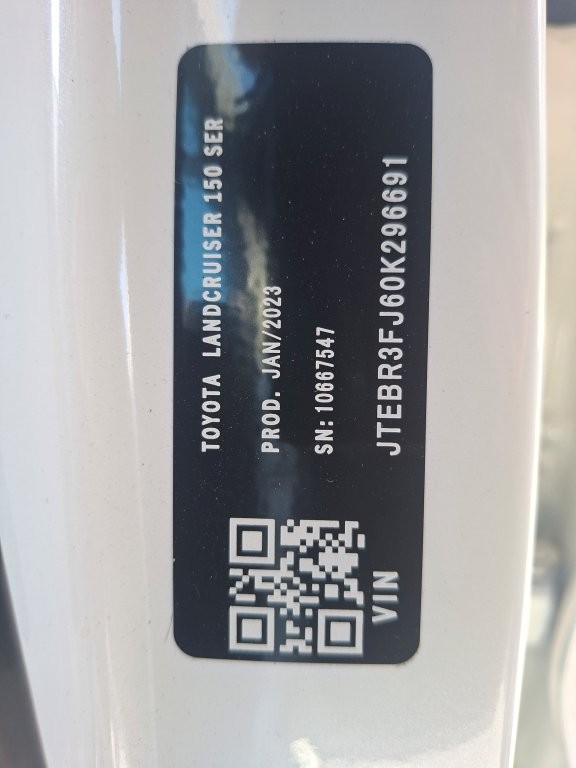 TOYOTA LANDCRUISER 150 SER
PROD. JAN/2023
SN:10667547
VIN JTEBR3FJ60K296691